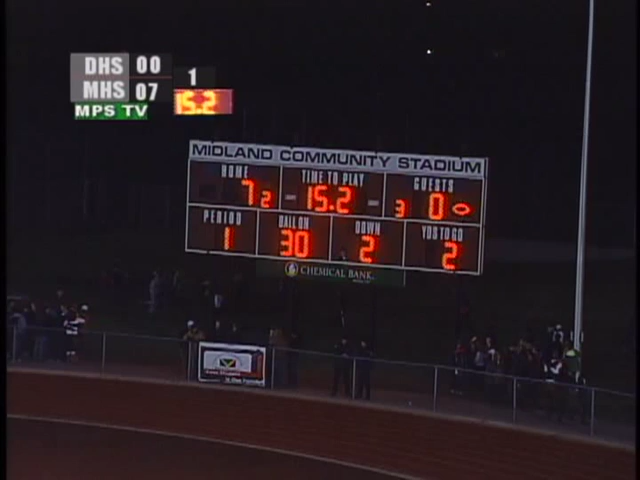 DHS 00
MHS 07 1
MPS TV 15.2
MIDLAND COMMUNITY STADIUM
HOME TIME TO PLAY GUESTS
7 2 15.2 3 0
PERIOD BALL ON DOWN YDS TO GO
1 30 2 2
CHEMICAL BANK